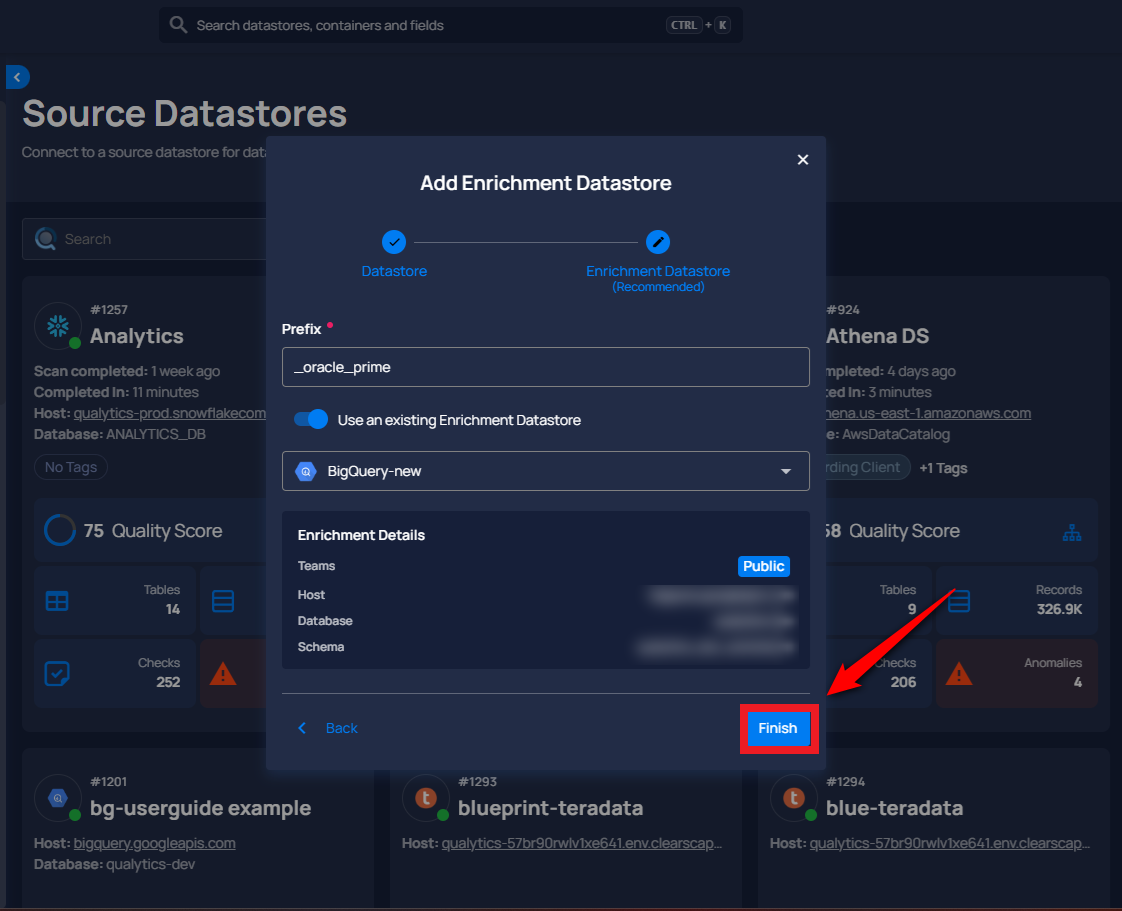 Search datastores, containers and fields
CTRL + K
Source Datastores
Connect to a source datastore for
Add Enrichment Datastore
Datastore
Enrichment Datastore
(Recommended)
Search
Prefix
_oracle_prime
Use an existing Enrichment Datastore
BigQuery-new
Enrichment Details
Teams
Public
Host
Database
Schema
Back
Finish
#1257
Analytics
Scan completed: 1 week ago
Completed In: 11 minutes
Host: qualytics-prod.snowflakecom
Database: ANALYTICS_DB
No Tags
75 Quality Score
Tables
14
Checks
252
#924
Athena DS
mpleted: 4 days ago
ed In: 3 minutes
hena.us-east-1.amazonaws.com
e: AwsDataCatalog
rding Client
+1 Tags
58 Quality Score
Tables
9
Records
326.9K
Checks
206
Anomalies
4
#1201
bg-userguide example
Host: bigquery.googleapis.com
Database: qualytics-dev
#1293
blueprint-teradata
Host: qualytics-57br90rwlv1xe641.env.clearscap...
#1294
blue-teradata
Host: qualytics-57br90rwlv1xe641.env.clearscap...